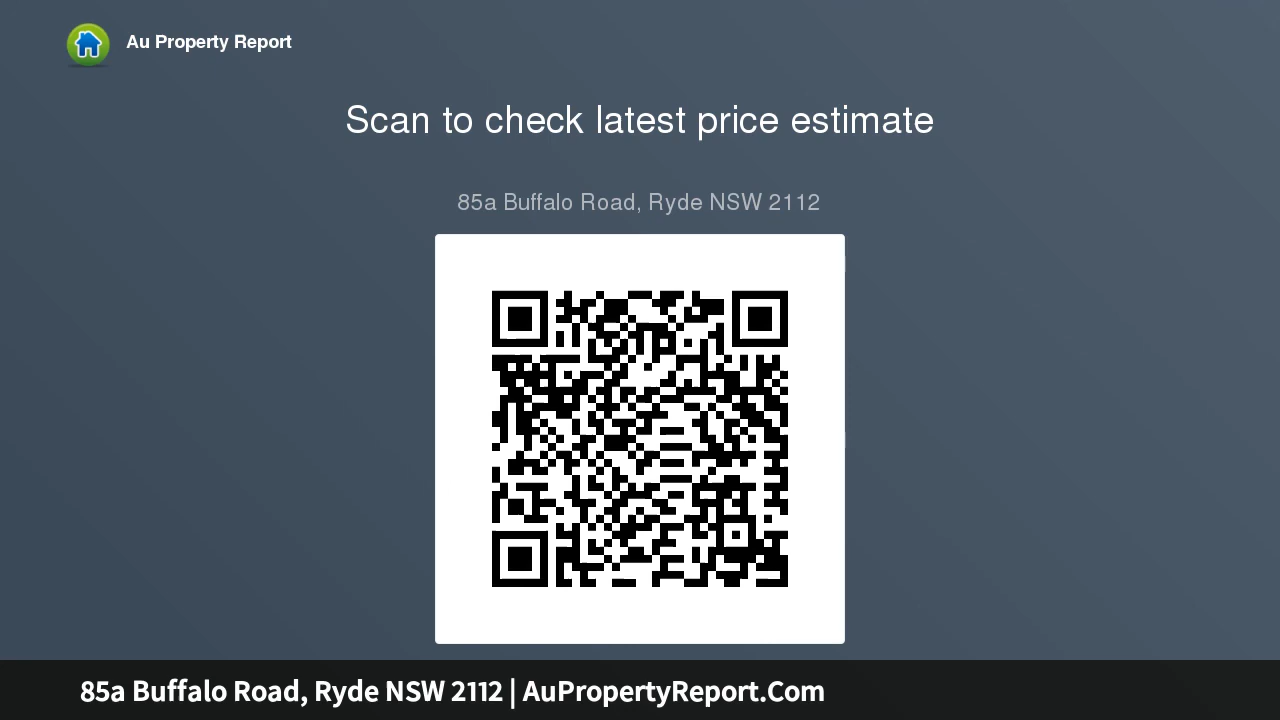 Au Property Report
Scan to check latest price estimate
85a Buffalo Road, Ryde NSW 2112
85a Buffalo Road, Ryde NSW 2112 | AuPropertyReport.Com